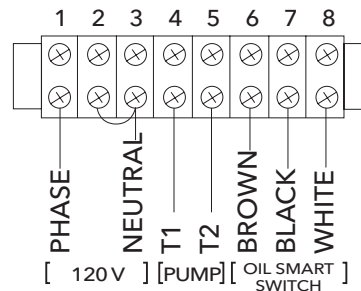 1 2 3 4 5 6 7 8
PHASE
NEUTRAL
T1
T2
BROWN
BLACK
WHITE
[ 120 V ] [PUMP] [ OIL SMART SWITCH ]